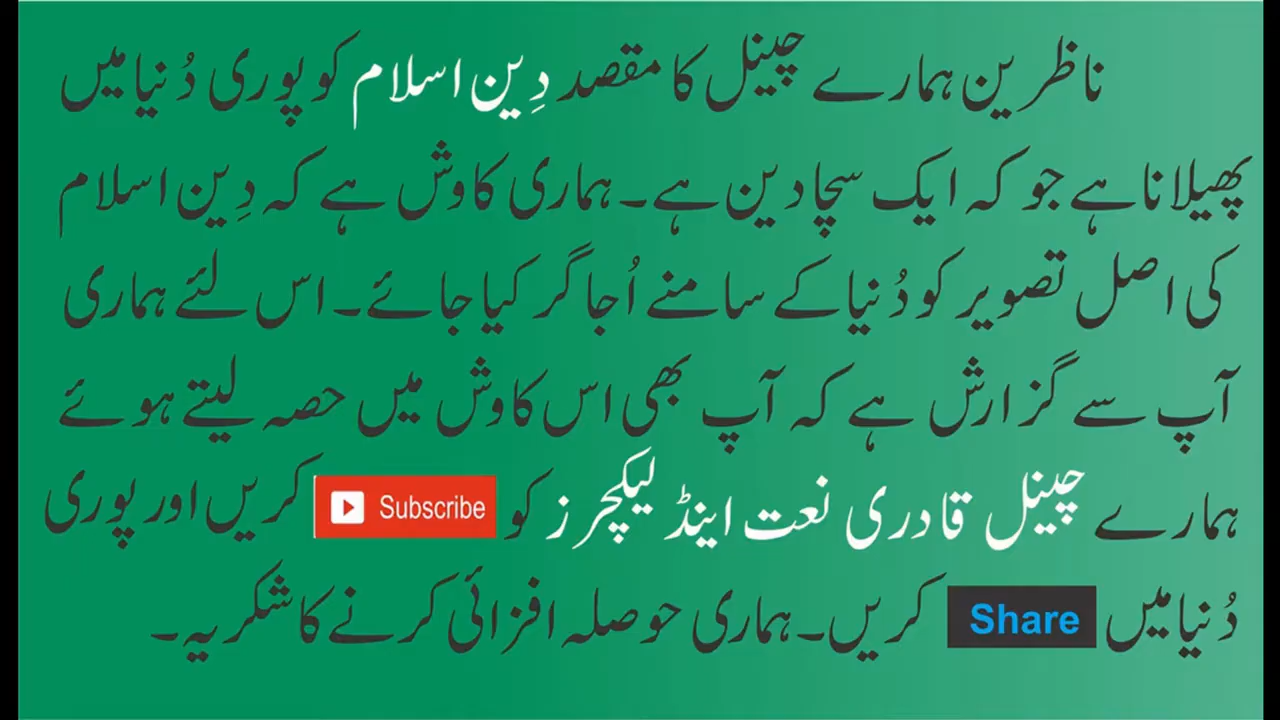 ناظرین ہمارے چینل کا مقصد دِین اسلام کو پوری دُنیا میں
پھیلانا ہے جو کہ ایک سچا دین ہے۔ ہماری کاوش ہے کہ دِین اسلام
کی اصل تصویر کو دُنیا کے سامنے اُجاگر کیا جائے۔ اس لئے ہماری
آپ سے گزارش ہے کہ آپ بھی اس کاوش میں حصہ لیتے ہوئے
ہمارے چینل قادری نعت اینڈ لیکچرز کو Subscribe کریں اور پوری
دُنیا میں Share کریں۔ ہماری حوصلہ افزائی کرنے کا شکریہ۔